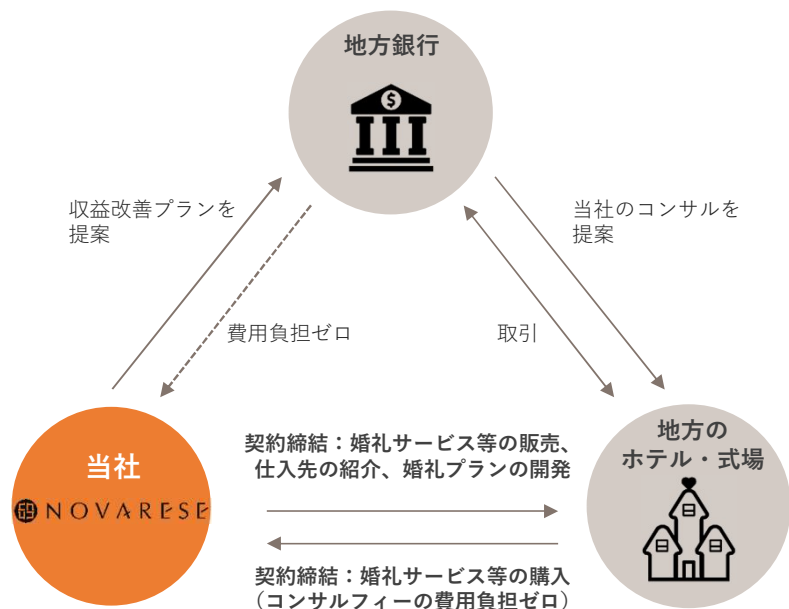 地方銀行
$
収益改善プランを
提案
当社のコンサルを
提案
費用負担ゼロ
取引
当社
NOVARESE
契約締結：婚礼サービス等の販売、
仕入先の紹介、婚礼プランの開発
地方の
ホテル・式場
契約締結：婚礼サービス等の購入
（コンサルフィーの費用負担ゼロ）